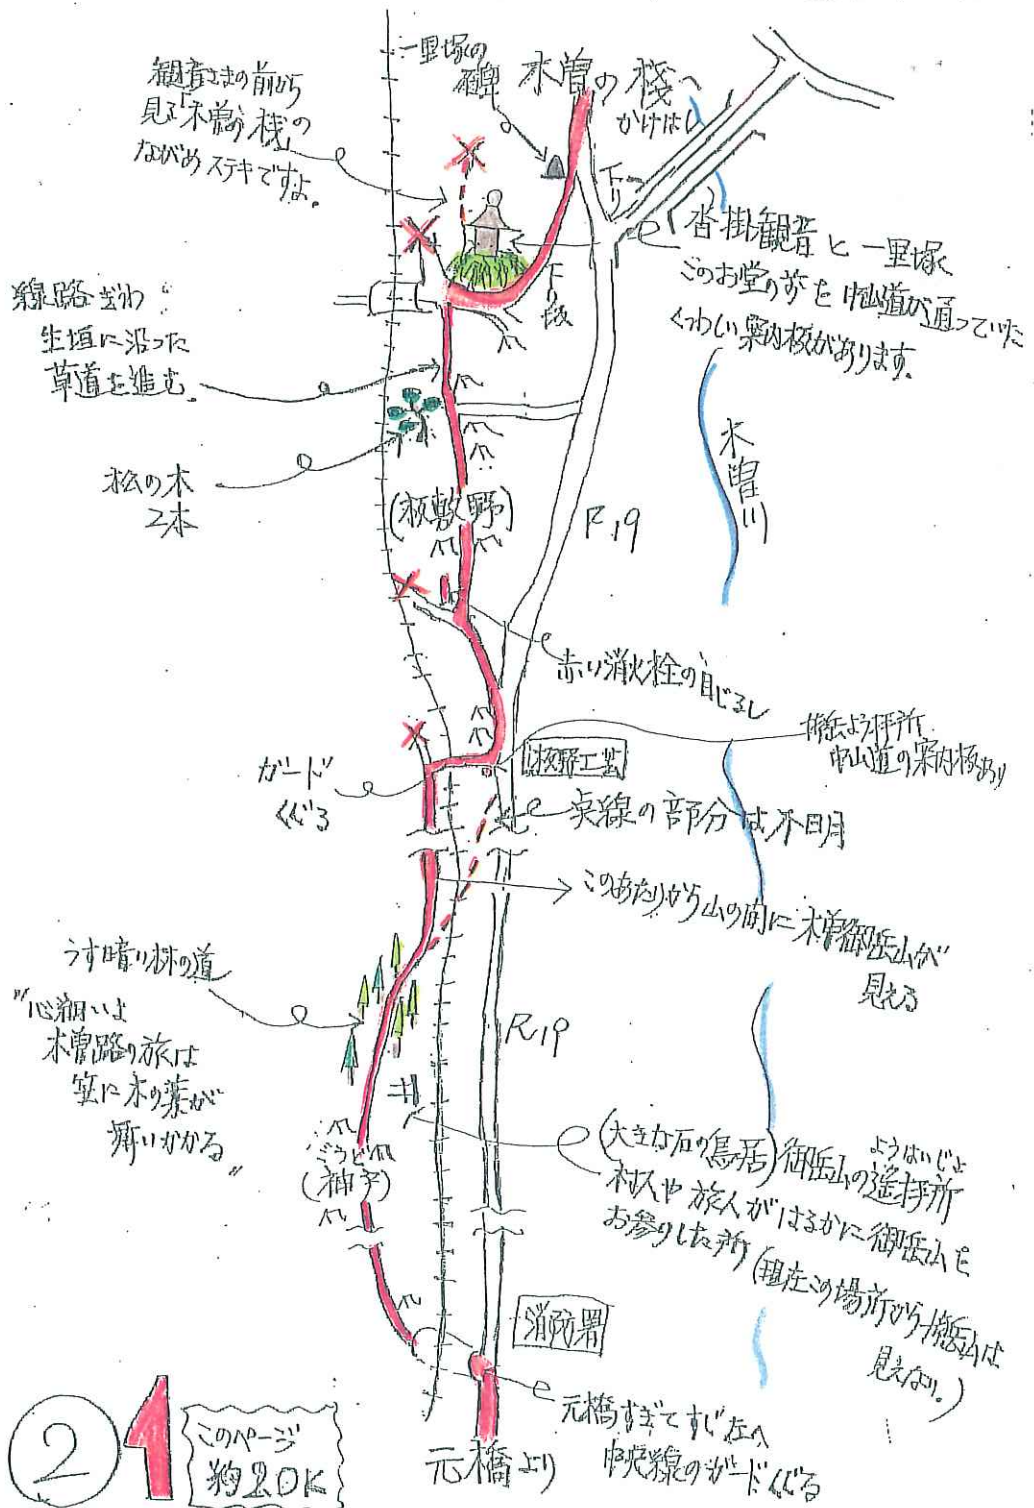 一里塚の
石碑
木曽の桟へ
かけはし
観音さまの前から
見る「木曽の桟」の
ながめステキですよ。
下り
沓掛観音と一里塚
このお堂の前を中山道が通っていた
くわしい案内板があります。
下り段
線路ぎわ
生垣に沿った
草道を進む。
松の木
2本
(板敷野)
R19
木曽川
赤い消火栓の目じるし
御岳よう拝所
中山道の案内板あり
板野工芸
ガード
くぐる
点線の部分は不明
このあたりから山の間に木曽御岳山が
見える
うす暗い林の道
"心細いよ
木曽路の旅は
笠に木の葉が
舞いかかる"
R19
ごうど
(神戸)
(大きな石の鳥居)御岳山の遙拝所
ようはいじょ
村人や旅人がはるかに御岳山を
お参りした所(現在この場所から御岳山は
見えない。)
消防署
元橋すぎてすぐ左へ
中央線のガードくぐる
元橋より
② 1
このページ
約2.0K